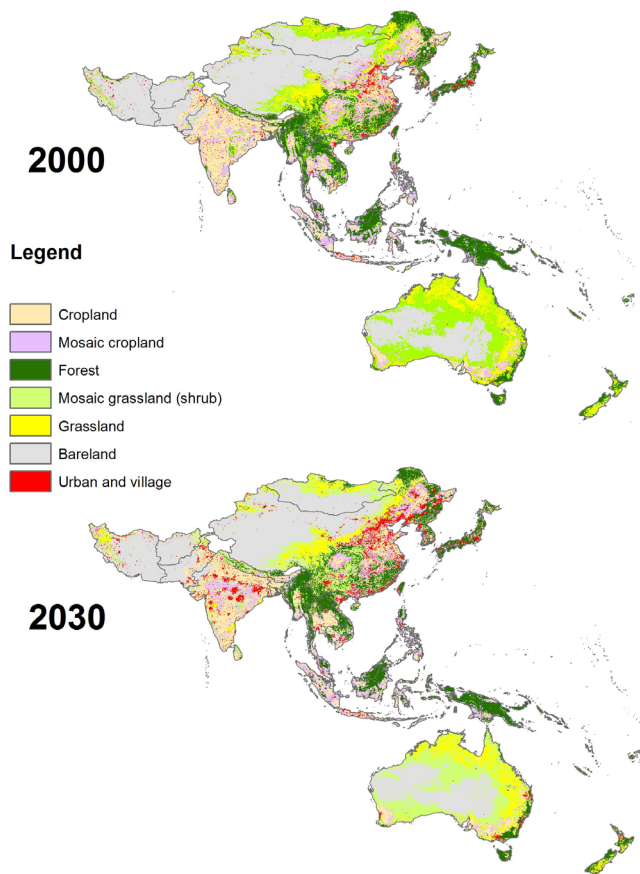 2000
Legend
Cropland
Mosaic cropland
Forest
Mosaic grassland (shrub)
Grassland
Bareland
Urban and village
2030